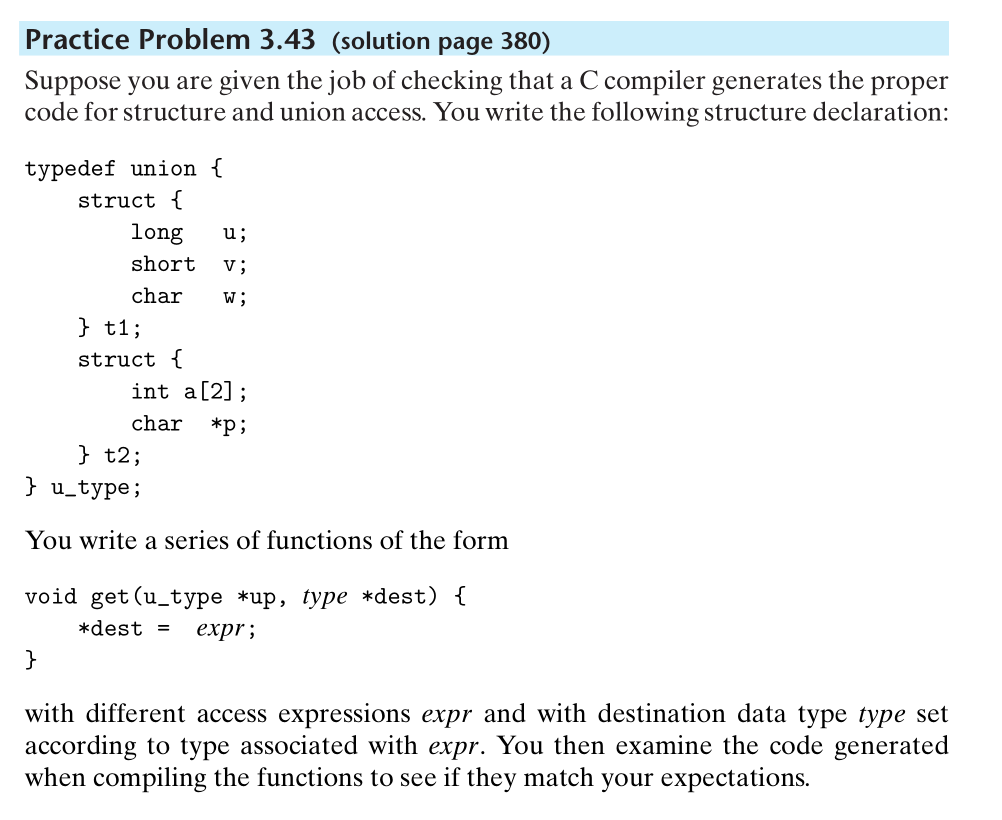 Practice Problem 3.43 (solution page 380)
Suppose you are given the job of checking that a C compiler generates the proper
code for structure and union access. You write the following structure declaration:
typedef union {
    struct {
        long   u;
        short  v;
        char   w;
    } t1;
    struct {
        int a[2];
        char  *p;
    } t2;
} u_type;
You write a series of functions of the form
void get(u_type *up, type *dest) {
    *dest =  expr;
}
with different access expressions expr and with destination data type type set
according to type associated with expr. You then examine the code generated
when compiling the functions to see if they match your expectations.